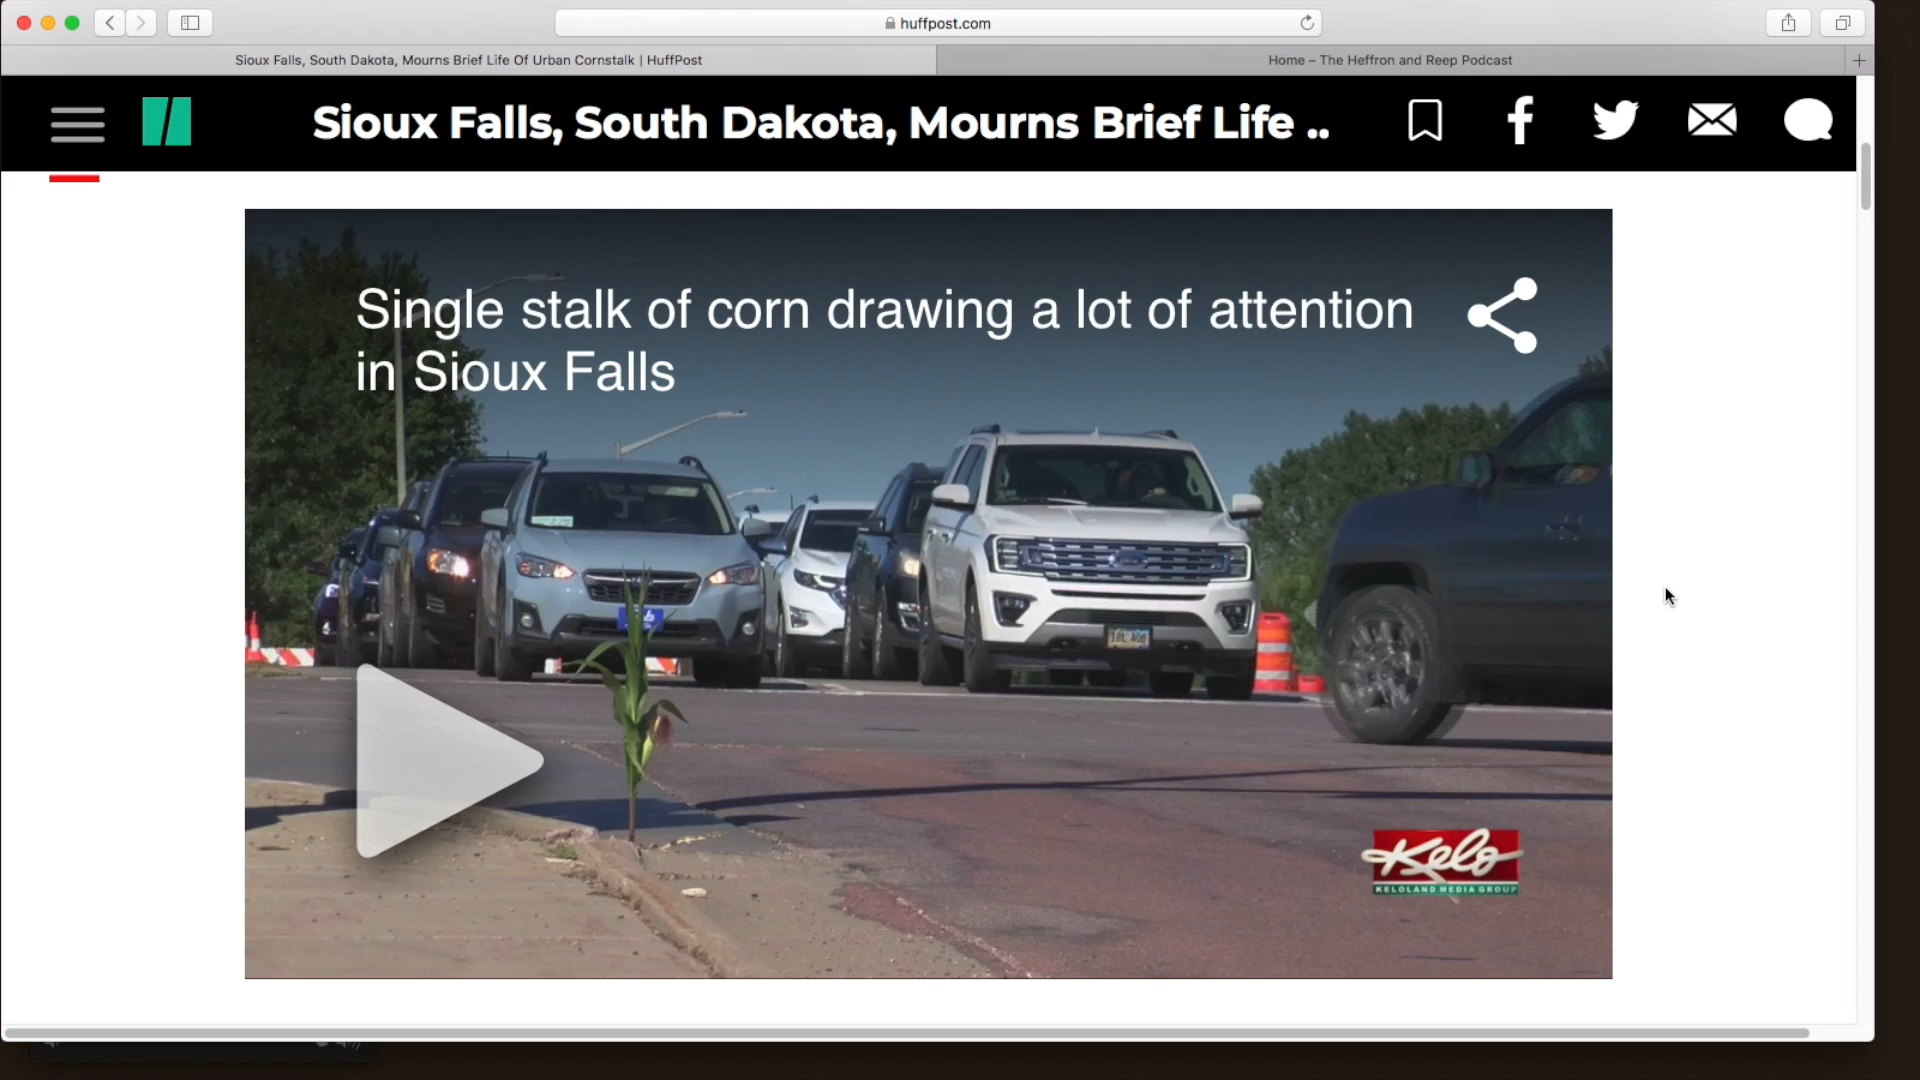 huffpost.com
Sioux Falls, South Dakota, Mourns Brief Life Of Urban Cornstalk | HuffPost
Home – The Heffron and Reep Podcast
Sioux Falls, South Dakota, Mourns Brief Life ..
Single stalk of corn drawing a lot of attention
in Sioux Falls
Kelo
KELOLAND MEDIA GROUP